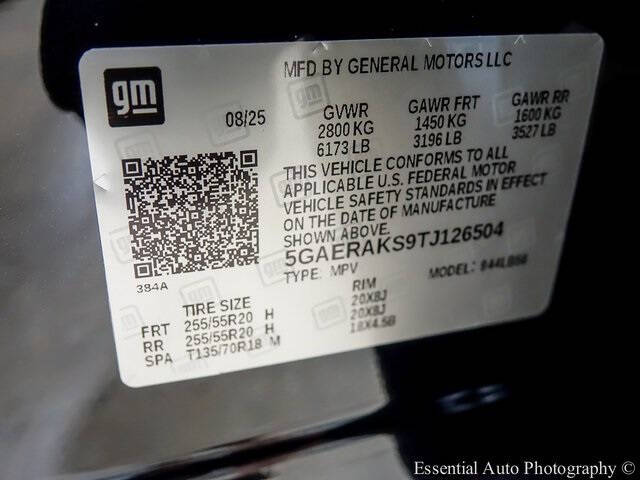 gm
MFD BY GENERAL MOTORS LLC
08/25
GVWR GAWR FRT GAWR RR
2800 KG 1450 KG 1600 KG
6173 LB 3196 LB 3527 LB
THIS VEHICLE CONFORMS TO ALL
APPLICABLE U.S. FEDERAL MOTOR
VEHICLE SAFETY STANDARDS IN EFFECT
ON THE DATE OF MANUFACTURE
SHOWN ABOVE.
5GAERAKS9TJ126504
TYPE: MPV MODEL: 844LB56
384A
TIRE SIZE RIM
FRT 255/55R20 H 20X8J
RR 255/55R20 H 20X8J
SPA T135/70R18 M 18X4.5B
Essential Auto Photography (C)